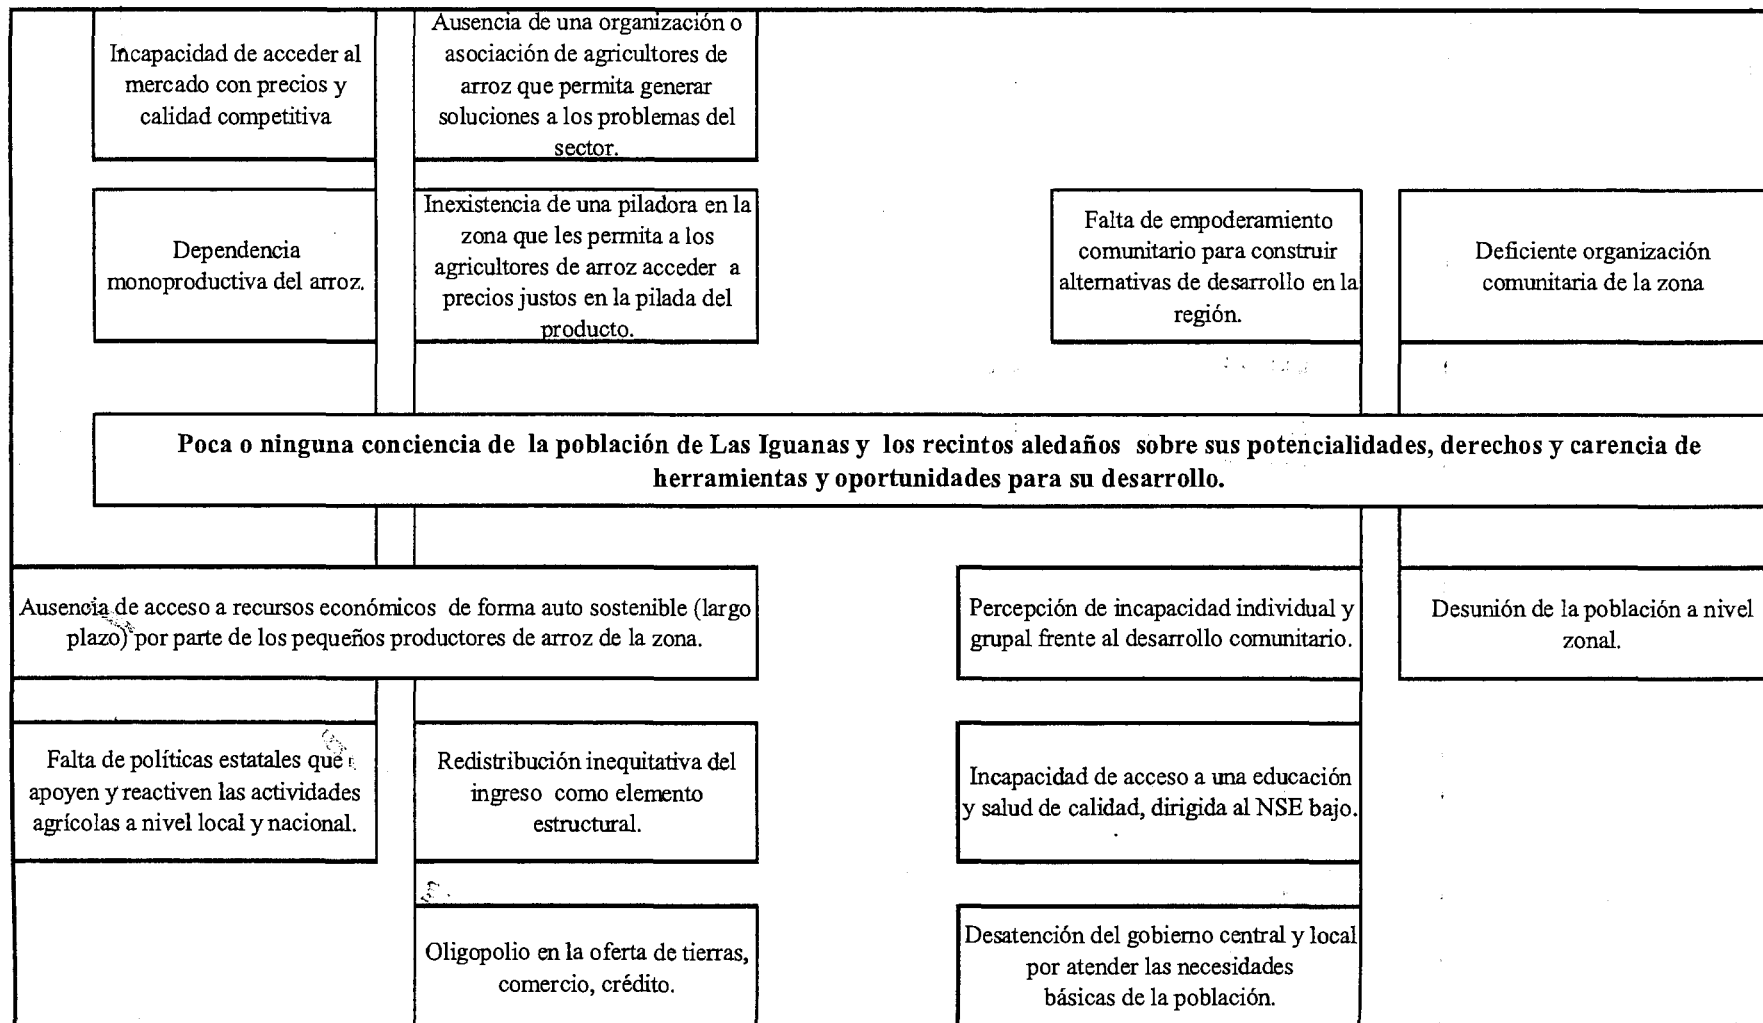 Incapacidad de acceder al
mercado con precios y
calidad competitiva
Ausencia de una organización o
asociación de agricultores de
arroz que permita generar
soluciones a los problemas del
sector.
Dependencia
monoproductiva del arroz.
Inexistencia de una piladora en la
zona que les permita a los
agricultores de arroz acceder a
precios justos en la pilada del
producto.
Falta de empoderamiento
comunitario para construir
alternativas de desarrollo en la
región.
Deficiente organización
comunitaria de la zona
Poca o ninguna conciencia de la población de Las Iguanas y los recintos aledaños sobre sus potencialidades, derechos y carencia de
herramientas y oportunidades para su desarrollo.
Ausencia de acceso a recursos económicos de forma auto sostenible (largo
plazo) por parte de los pequeños productores de arroz de la zona.
Percepción de incapacidad individual y
grupal frente al desarrollo comunitario.
Desunión de la población a nivel
zonal.
Falta de políticas estatales que
apoyen y reactiven las actividades
agrícolas a nivel local y nacional.
Redistribución inequitativa del
ingreso como elemento
estructural.
Incapacidad de acceso a una educación
y salud de calidad, dirigida al NSE bajo.
Oligopolio en la oferta de tierras,
comercio, crédito.
Desatención del gobierno central y local
por atender las necesidades
básicas de la población.